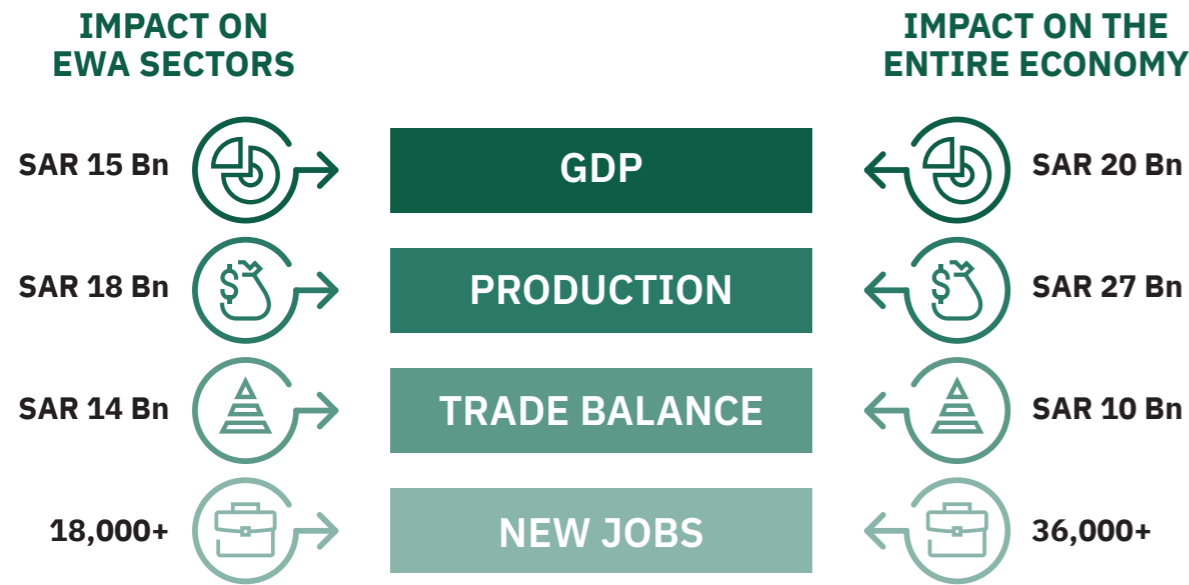 IMPACT ON
EWA SECTORS
IMPACT ON THE
ENTIRE ECONOMY
SAR 15 Bn
GDP
SAR 20 Bn
SAR 18 Bn
$
PRODUCTION
$
SAR 27 Bn
SAR 14 Bn
TRADE BALANCE
SAR 10 Bn
18,000+
NEW JOBS
36,000+